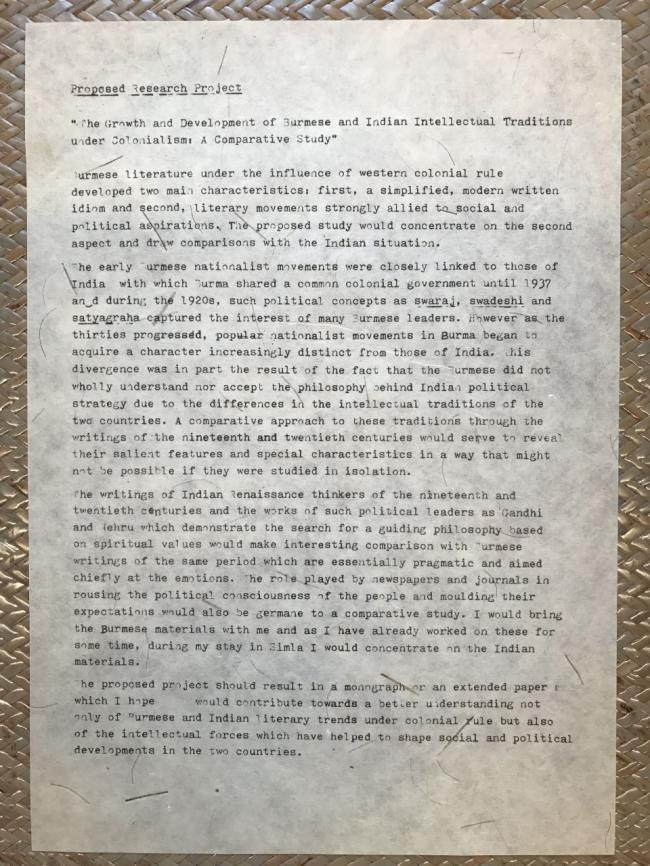 Proposed Research Project
"The Growth and Development of Burmese and Indian Intellectual Traditions
under Colonialism: A Comparative Study"
Burmese literature under the influence of western colonial rule
developed two main characteristics: first, a simplified, modern written
idiom and second, literary movements strongly allied to social and
political aspirations. The proposed study would concentrate on the second
aspect and draw comparisons with the Indian situation.
The early Burmese nationalist movements were closely linked to those of
India with which Burma shared a common colonial government until 1937
and during the 1920s, such political concepts as swaraj, swadeshi and
satyagraha captured the interest of many Burmese leaders. However as the
thirties progressed, popular nationalist movements in Burma began to
acquire a character increasingly distinct from those of India. This
divergence was in part the result of the fact that the Burmese did not
wholly understand nor accept the philosophy behind Indian political
strategy due to the differences in the intellectual traditions of the
two countries. A comparative approach to these traditions through the
writings of the nineteenth and twentieth centuries would serve to reveal
their salient features and special characteristics in a way that might
not be possible if they were studied in isolation.
The writings of Indian Renaissance thinkers of the nineteenth and
twentieth centuries and the works of such political leaders as Gandhi
and Nehru which demonstrate the search for a guiding philosophy based
on spiritual values would make interesting comparison with Burmese
writings of the same period which are essentially pragmatic and aimed
chiefly at the emotions. The role played by newspapers and journals in
rousing the political consciousness of the people and moulding their
expectations would also be germane to a comparative study. I would bring
the Burmese materials with me and as I have already worked on these for
some time, during my stay in Simla I would concentrate on the Indian
materials.
The proposed project should result in a monograph or an extended paper
which I hope would contribute towards a better understanding not
only of Burmese and Indian literary trends under colonial rule but also
of the intellectual forces which have helped to shape social and political
developments in the two countries.